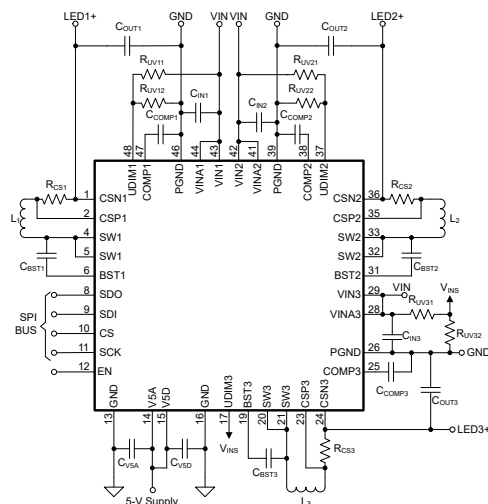 LED1+ GND VIN VIN GND LED2+
COUT1 COUT2
RUV11 RUV21
RUV12 RUV22
CCOMP1 CIN1 CIN2 CCOMP2
48 47 46 44 43 42 41 39 38 37
UDIM1 COMP1 PGND VINA1 VIN1 VIN2 VINA2 PGND COMP2 UDIM2
RCS1 1 CSN1 CSN2 36 RCS2
L1 2 CSP1 CSP2 35 L2
4 SW1 SW2 33
5 SW1 SW2 32
CBST1 6 BST1 BST2 31 CBST2
8 SDO VIN3 29 VIN VINS
SPI BUS 9 SDI VINA3 28 RUV31
10 CS CIN3 RUV32
11 SCK PGND 26 GND
12 EN COMP3 25 CCOMP3
COUT3
GND V5A V5D GND UDIM3 BST3 SW3 SW3 CSP3 CSN3
13 14 15 16 17 19 20 21 23 24
LED3+
CV5A CV5D VINS CBST3 RCS3
5-V Supply L3